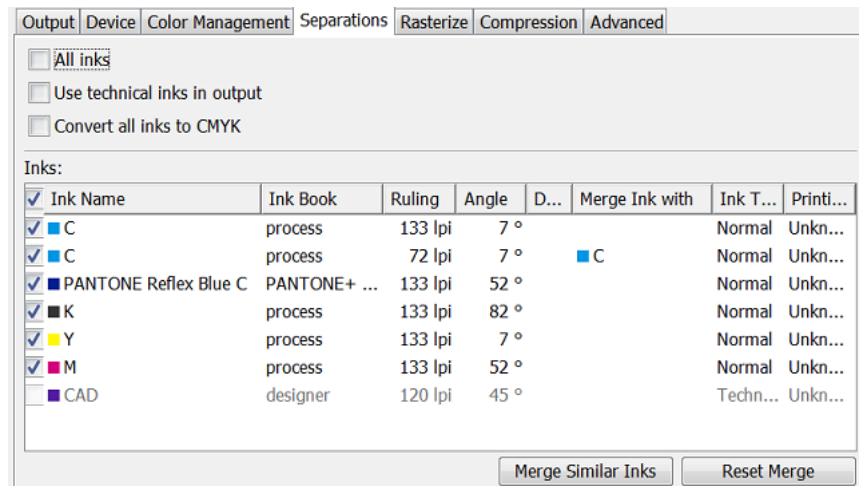 Output Device Color Management Separations Rasterize Compression Advanced
All inks
Use technical inks in output
Convert all inks to CMYK
Inks:
Ink Name Ink Book Ruling Angle D... Merge Ink with Ink T... Printi...
C process 133 lpi 7 ° Normal Unkn...
C process 72 lpi 7 ° C Normal Unkn...
PANTONE Reflex Blue C PANTONE+ ... 133 lpi 52 ° Normal Unkn...
K process 133 lpi 82 ° Normal Unkn...
Y process 133 lpi 7 ° Normal Unkn...
M process 133 lpi 52 ° Normal Unkn...
CAD designer 120 lpi 45 ° Techn... Unkn...
Merge Similar Inks Reset Merge